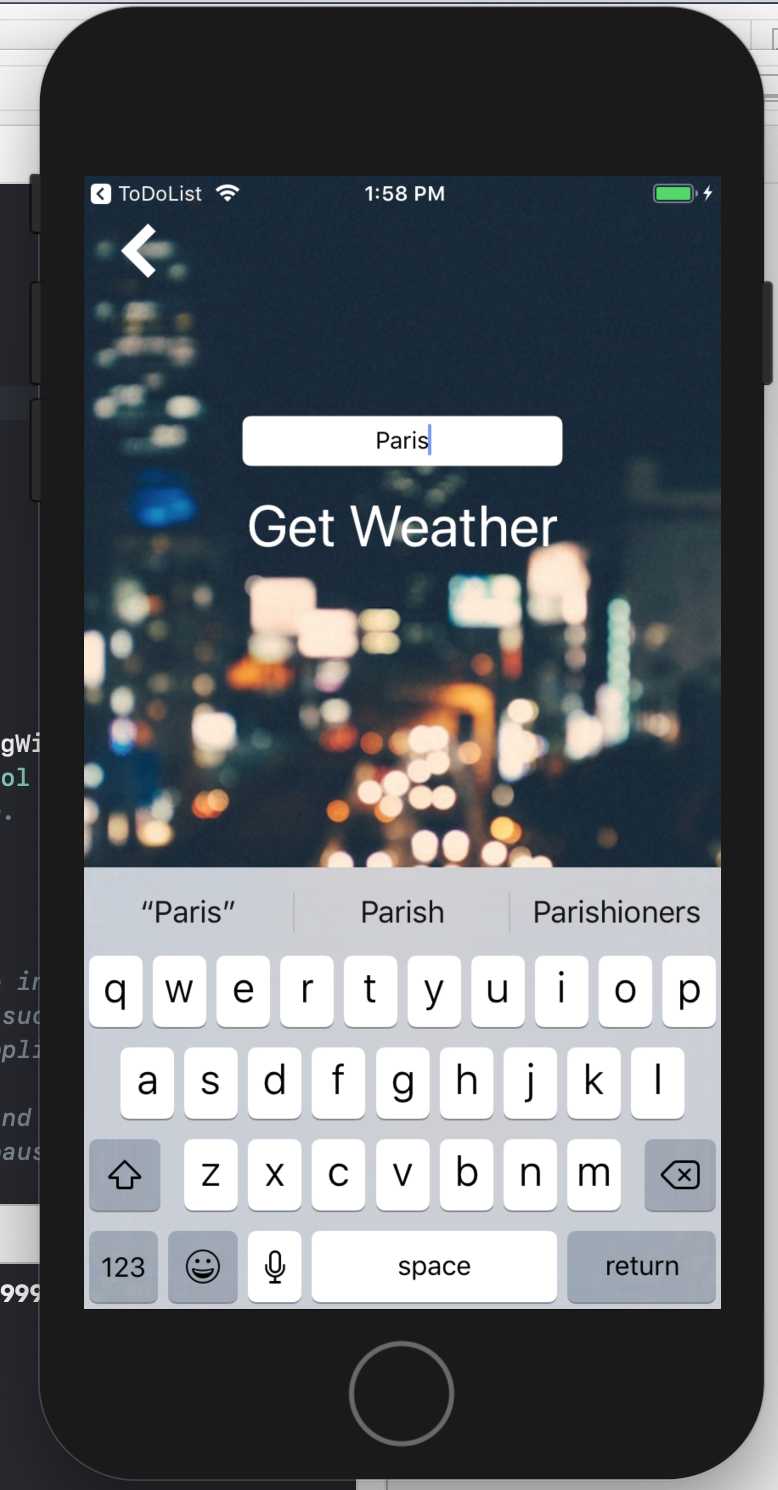 ToDoList
1:58 PM
Paris
Get Weather
“Paris” Parish Parishioners
q w e r t y u i o p
a s d f g h j k l
z x c v b n m
123 space return
gWi
ol
.
in
suc
pli
nd
aus
999